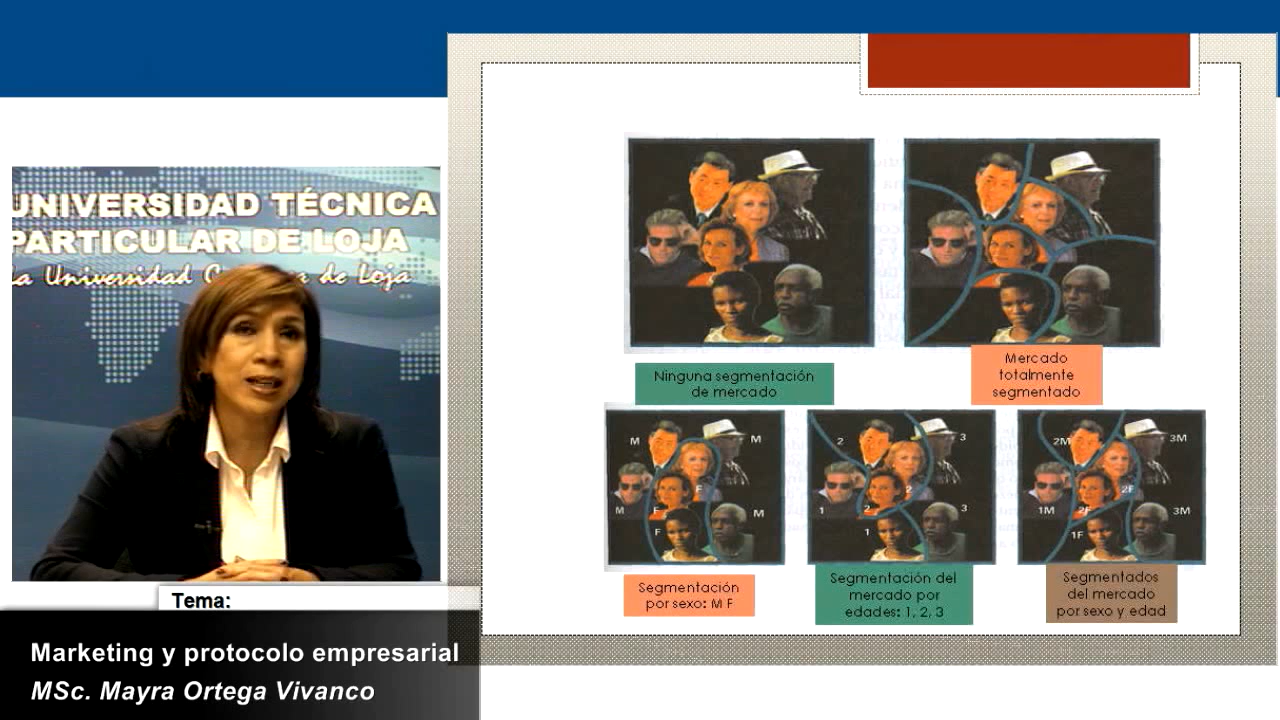 UNIVERSIDAD TÉCNICA
PARTICULAR DE LOJA
La Universidad C de Loja
Tema:
Marketing y protocolo empresarial
MSc. Mayra Ortega Vivanco
Ninguna segmentación
de mercado
Mercado
totalmente
segmentado
M
M
M
F
F
F
M
Segmentación
por sexo: M F
2
3
1
2
2
3
1
Segmentación del
mercado por
edades: 1, 2, 3
2M
3M
2F
1M
2F
3M
1F
Segmentados
del mercado
por sexo y edad